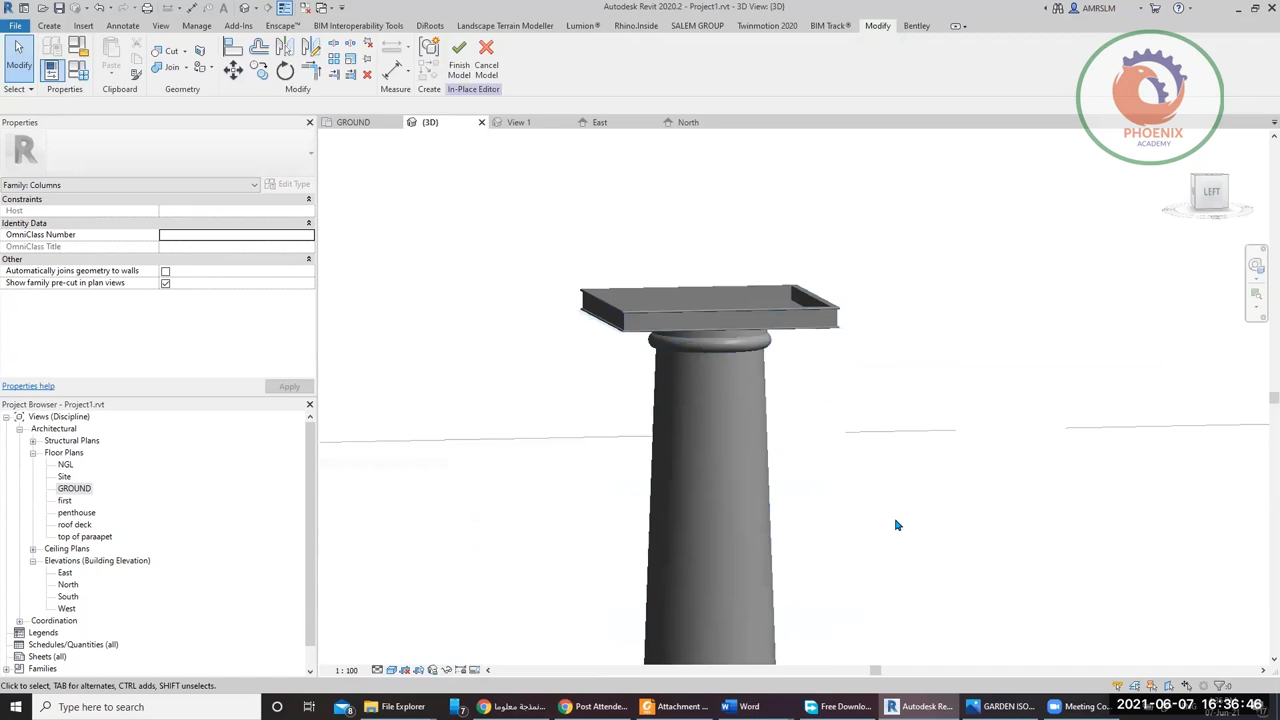 Autodesk Revit 2020.2 - Project1.rvt - 3D View: {3D}
AMRSLM
File Architecture Insert Annotate Analyze View Manage Add-Ins Enscape™ BIM Interoperability Tools DiRoots Landscape Terrain Modeller Lumion® Rhino.Inside SALEM GROUP Twinmotion 2020 BIM Track® Modify Bentley
Modify
Paste
Cut
Join
Finish Model
Cancel Model
Select Properties Clipboard Geometry Modify Measure Create In-Place Editor
PHOENIX
ACADEMY
Properties
GROUND {3D} View 1 East North
LEFT
Family: Columns Edit Type
Constraints
Host
Identity Data
OmniClass Number
OmniClass Title
Other
Automatically joins geometry to walls
Show family pre-cut in plan views
Properties help Apply
Project Browser - Project1.rvt
Views (Discipline)
Architectural
Structural Plans
Floor Plans
NGL
Site
GROUND
first
penthouse
roof deck
top of paraapet
Ceiling Plans
Elevations (Building Elevation)
East
North
South
West
Coordination
Legends
Schedules/Quantities (all)
Sheets (all)
Families
1 : 100
Click to select, TAB for alternates, CTRL adds, SHIFT unselects.
:0
Type here to search
8
File Explorer
7
نمذجة معلوما
Post Attende...
Attachment ...
Word
Free Downlo...
Autodesk Re...
GARDEN ISO...
Meeting Co...
2021-06-07 16:36:46